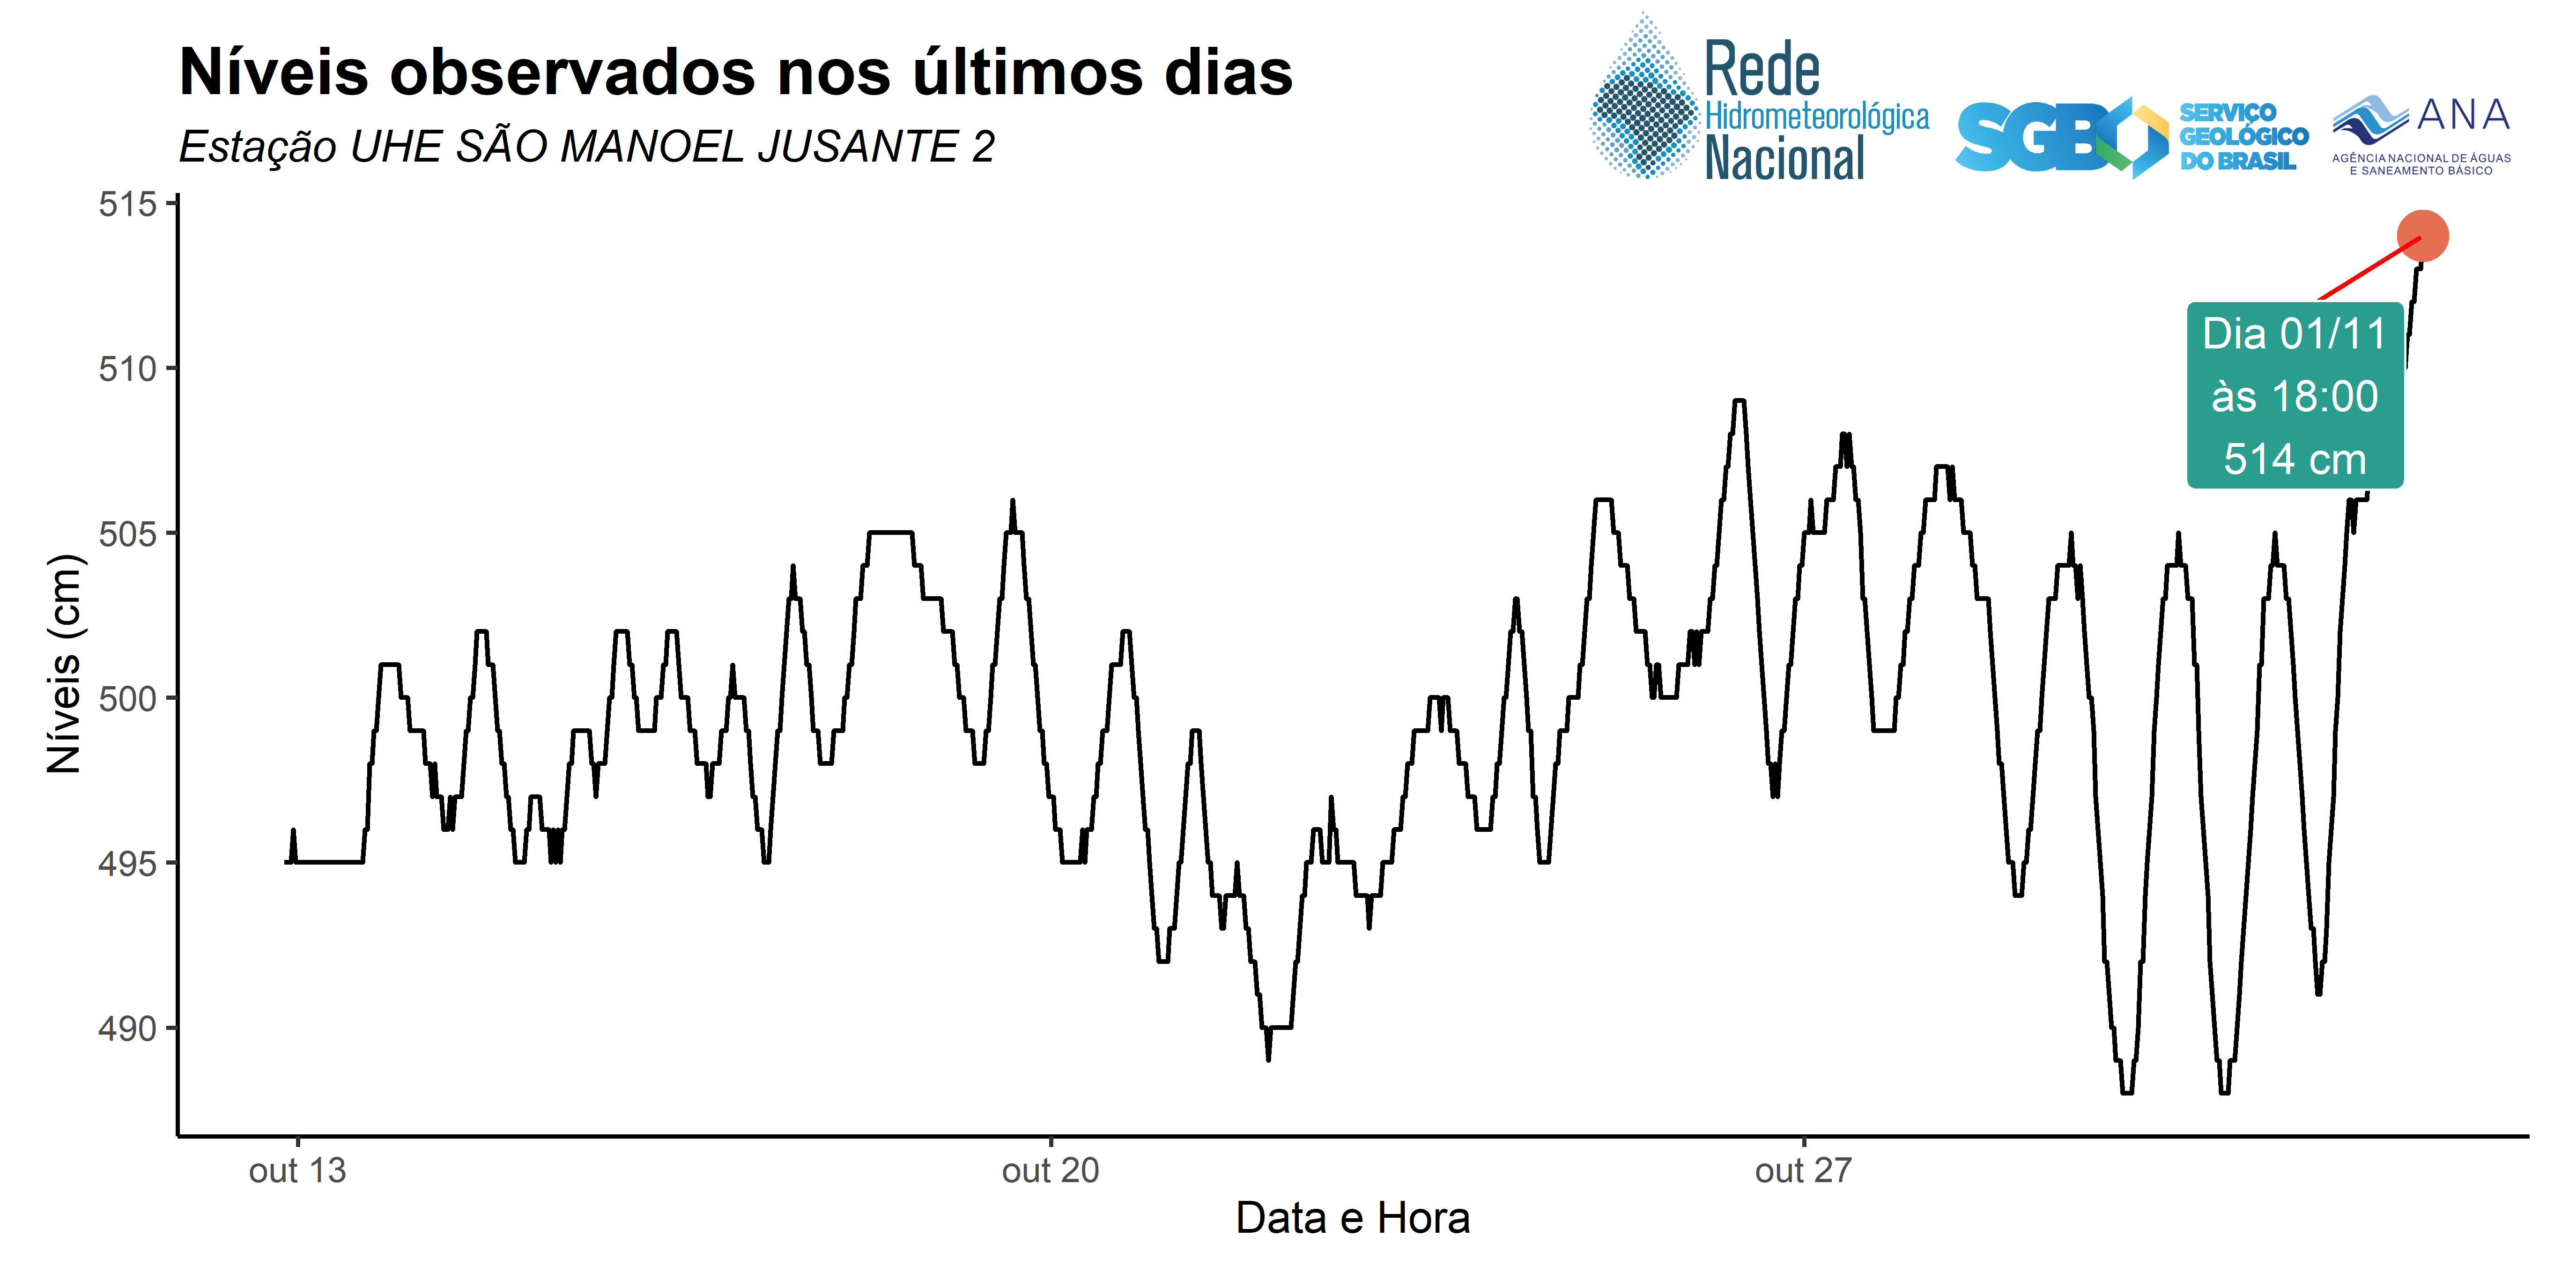 Níveis observados nos últimos dias
Estação UHE SÃO MANOEL JUSANTE 2
Rede
Hidrometeorológica
Nacional
SGB
SERVIÇO
GEOLÓGICO
DO BRASIL
ANA
AGÊNCIA NACIONAL DE ÁGUAS
E SANEAMENTO BÁSICO
515
510
505
500
495
490
Níveis (cm)
Dia 01/11
às 18:00
514 cm
out 13
out 20
out 27
Data e Hora